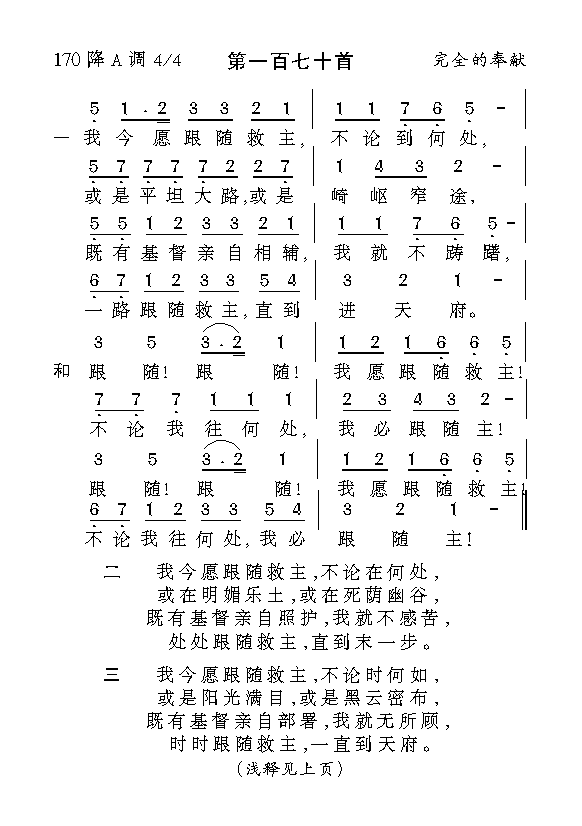 170 降 A 调 4/4 第一百七十首 完全的奉献
5 1 . 2 3 3 2 1 | 1 1 7 6 5 -
一 我今愿跟随救主, 不论到何处,
5 7 7 7 7 2 2 7 | 1 4 3 2 -
或是平坦大路,或是 崎岖窄途,
5 5 1 2 3 3 2 1 | 1 1 7 6 5 -
既有基督亲自相辅, 我就不踌躇,
6 7 1 2 3 3 5 4 | 3 2 1 -
一路跟随救主,直到 进天府。
3 5 3 . 2 1 | 1 2 1 6 6 5
和 跟随!跟随! 我愿跟随救主!
7 7 7 1 1 1 | 2 3 4 3 2 -
不论我往何处, 我必跟随主!
3 5 3 . 2 1 | 1 2 1 6 6 5
跟随!跟随! 我愿跟随救主!
6 7 1 2 3 3 5 4 | 3 2 1 -
不论我往何处,我必 跟随主!
二 我今愿跟随救主,不论在何处,
或在明媚乐土,或在死荫幽谷,
既有基督亲自照护,我就不感苦,
处处跟随救主,直到末一步。
三 我今愿跟随救主,不论时何如,
或是阳光满目,或是黑云密布,
既有基督亲自部署,我就无所顾,
时时跟随救主,一直到天府。
(浅释见上页)